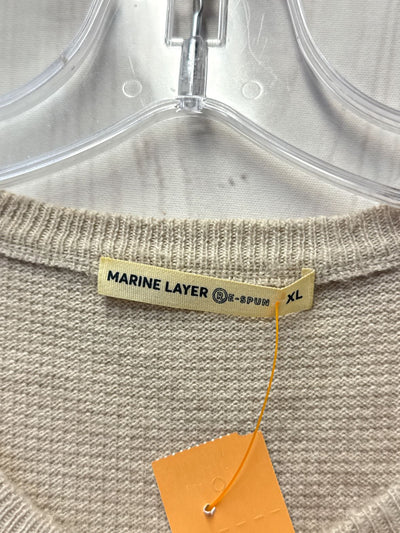 MARINE LAYER RE-SPUN XL